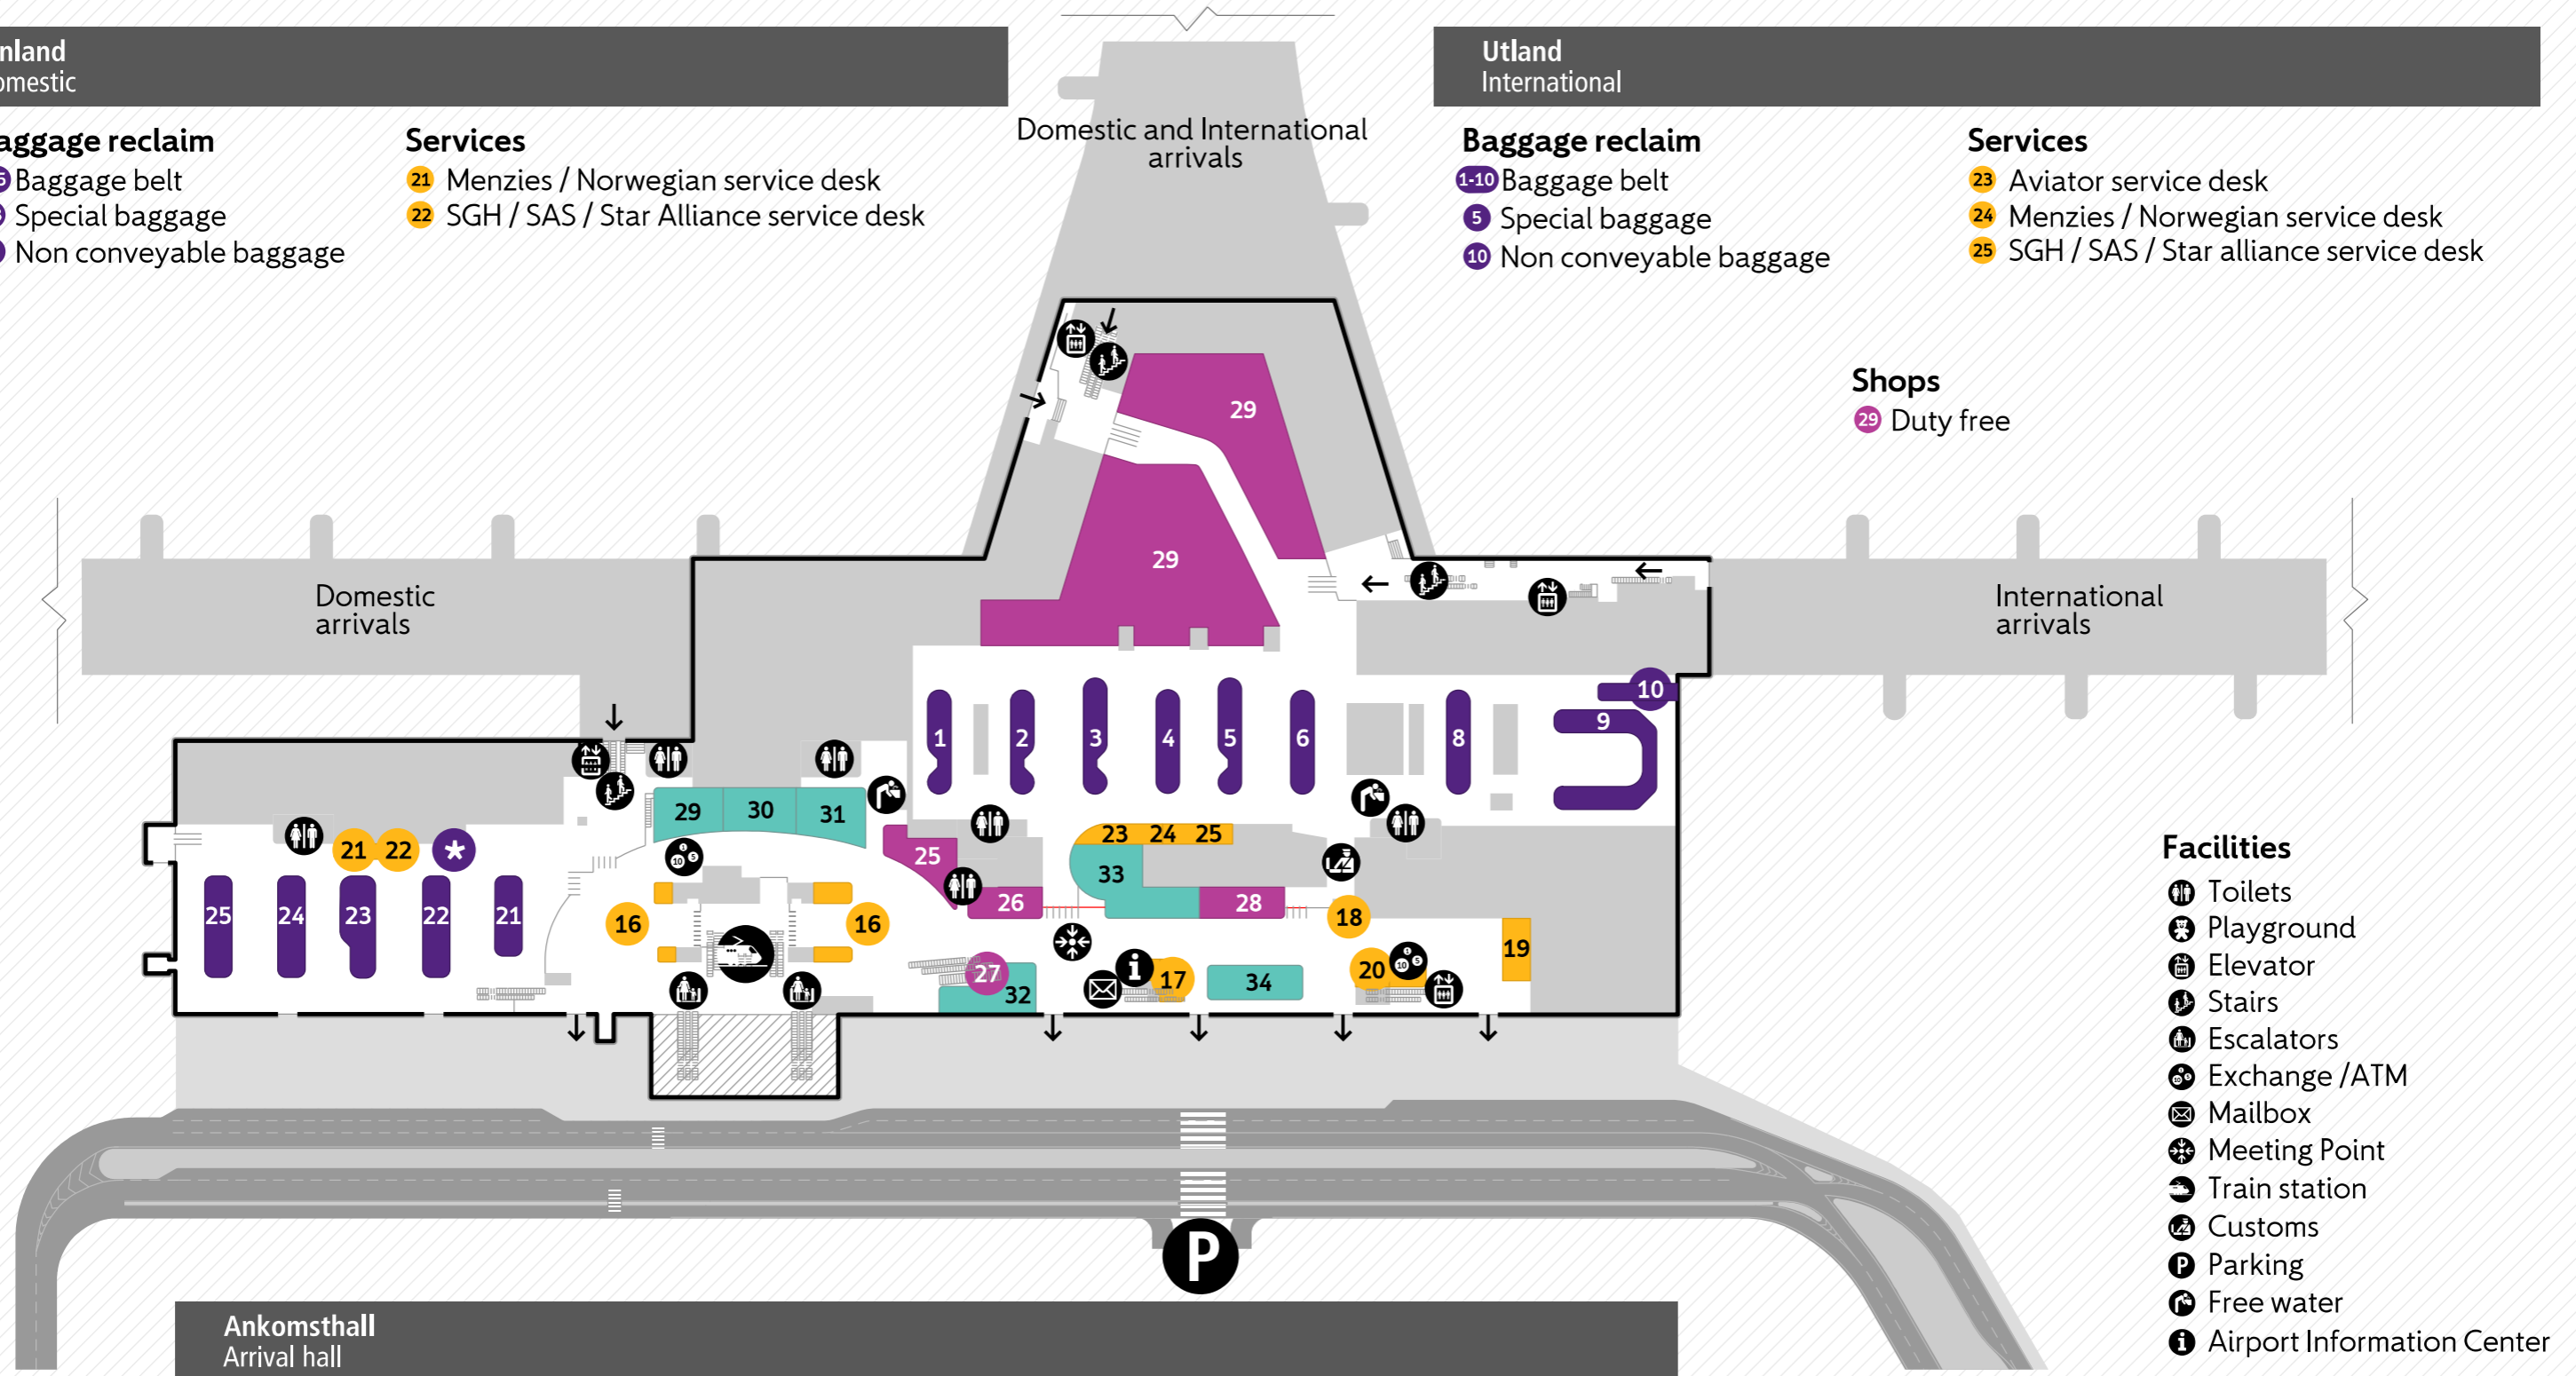 nland
omestic
Utland
International
aggage reclaim
Baggage belt
Special baggage
Non conveyable baggage
Services
21 Menzies / Norwegian service desk
22 SGH / SAS / Star Alliance service desk
Domestic and International
arrivals
Baggage reclaim
1-10 Baggage belt
5 Special baggage
10 Non conveyable baggage
Services
23 Aviator service desk
24 Menzies / Norwegian service desk
25 SGH / SAS / Star alliance service desk
Shops
29 Duty free
29
29
Domestic
arrivals
International
arrivals
10
9
1 2 3 4 5 6 8
29 30 31
21 22 *
23 24 25
25
33
26
28
25 24 23 22 21
16
16
18
19
27
32
17
34
20
P
Facilities
Toilets
Playground
Elevator
Stairs
Escalators
Exchange /ATM
Mailbox
Meeting Point
Train station
Customs
P Parking
Free water
i Airport Information Center
Ankomsthall
Arrival hall